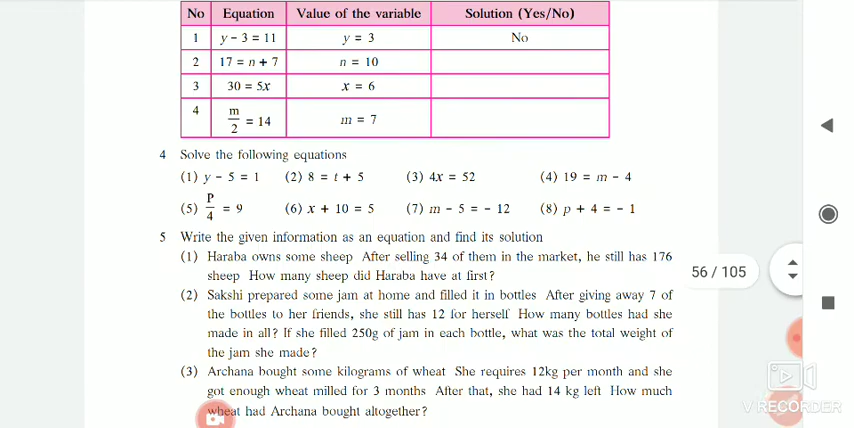 No Equation Value of the variable Solution (Yes/No)
1 y - 3 = 11 y = 3 No
2 17 = n + 7 n = 10
3 30 = 5x x = 6
4 m/2 = 14 m = 7
4 Solve the following equations
(1) y - 5 = 1 (2) 8 = t + 5 (3) 4x = 52 (4) 19 = m - 4
(5) P/4 = 9 (6) x + 10 = 5 (7) m - 5 = - 12 (8) p + 4 = - 1
5 Write the given information as an equation and find its solution
(1) Haraba owns some sheep After selling 34 of them in the market, he still has 176
sheep How many sheep did Haraba have at first?
56 / 105
(2) Sakshi prepared some jam at home and filled it in bottles After giving away 7 of
the bottles to her friends, she still has 12 for herself How many bottles had she
made in all? If she filled 250g of jam in each bottle, what was the total weight of
the jam she made?
(3) Archana bought some kilograms of wheat She requires 12kg per month and she
got enough wheat milled for 3 months After that, she had 14 kg left How much
wheat had Archana bought altogether?
VIRECORDER